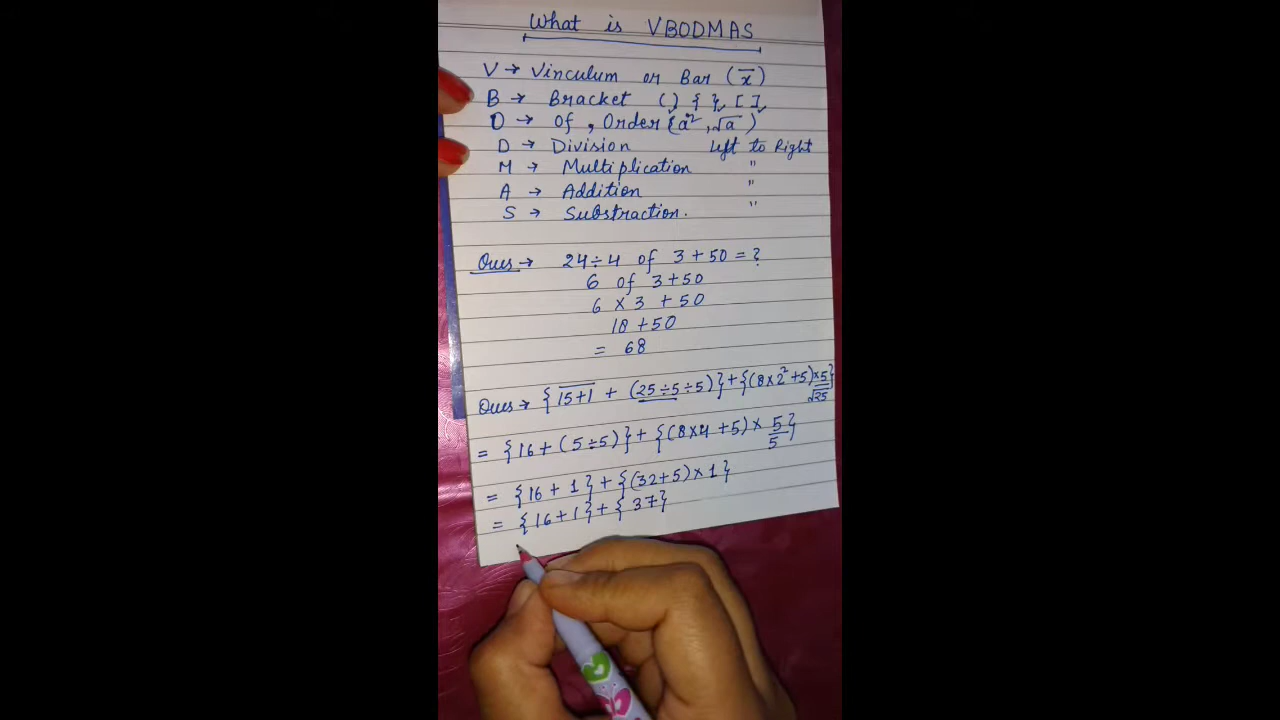 What is VBODMAS
V → Vinculum or Bar (x̅)
B → Bracket () { }, [ ],
O → Of, Order (a², √a)
D → Division Left to Right
M → Multiplication "
A → Addition "
S → Substraction. "
Ques → 24÷4 of 3+50 = ?
6 of 3+50
6 × 3 + 50
18 +50
= 68
Ques → { 15+1 + (25÷5÷5)} + {(8×2²+5)×5/√25}
= {16+(5÷5)} + {(8×4+5)× 5/5}
= {16 + 1} + {(32+5)×1}
= {16+1} + {37}